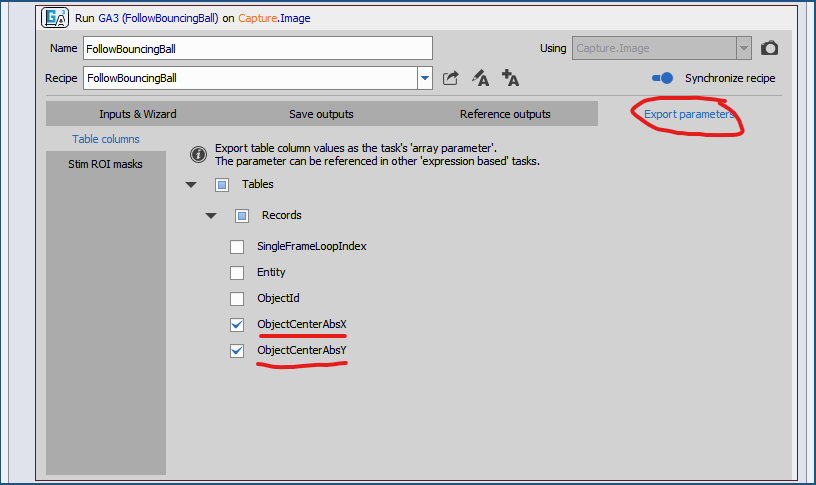 GA Run GA3 (FollowBouncingBall) on Capture.Image
Name FollowBouncingBall Using Capture.Image
Recipe FollowBouncingBall A A Synchronize recipe
Inputs & Wizard Save outputs Reference outputs Export parameters
Table columns
Stim ROI masks
i Export table column values as the task's 'array parameter'.
The parameter can be referenced in other 'expression based' tasks.
Tables
Records
SingleFrameLoopIndex
Entity
ObjectId
ObjectCenterAbsX
ObjectCenterAbsY